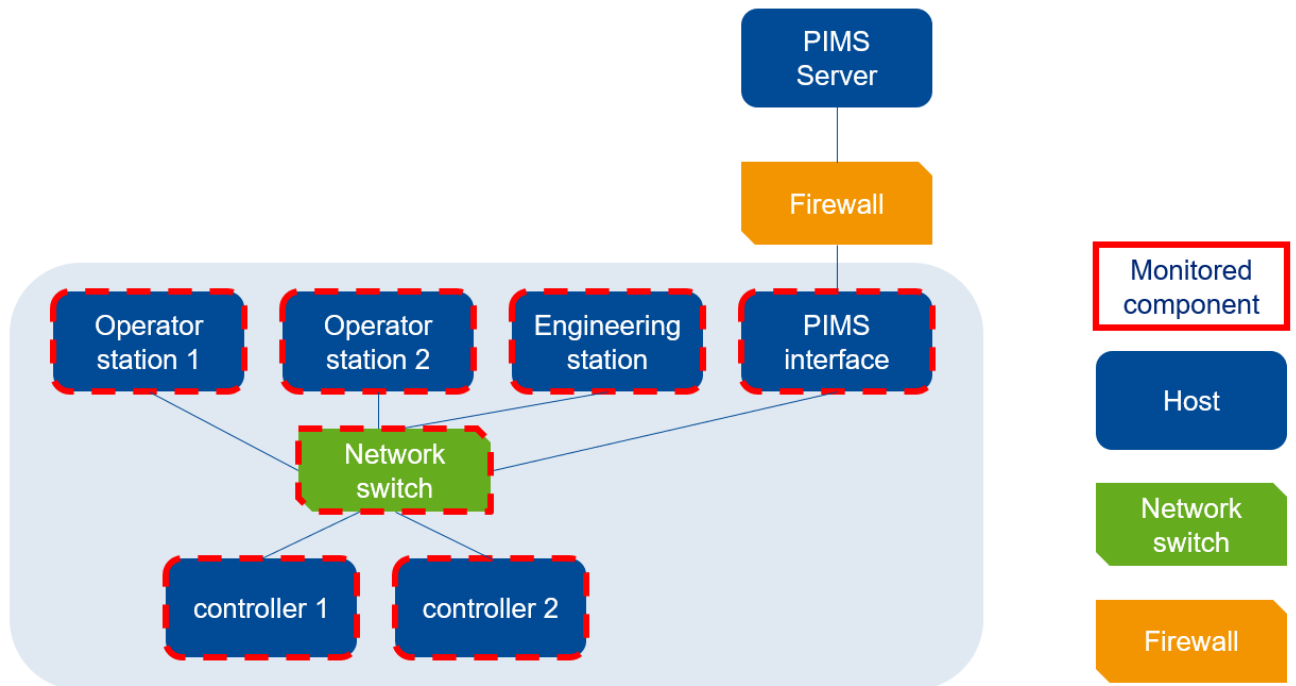 PIMS
Server
Firewall
Operator
station 1
Operator
station 2
Engineering
station
PIMS
interface
Network
switch
controller 1
controller 2
Monitored
component
Host
Network
switch
Firewall